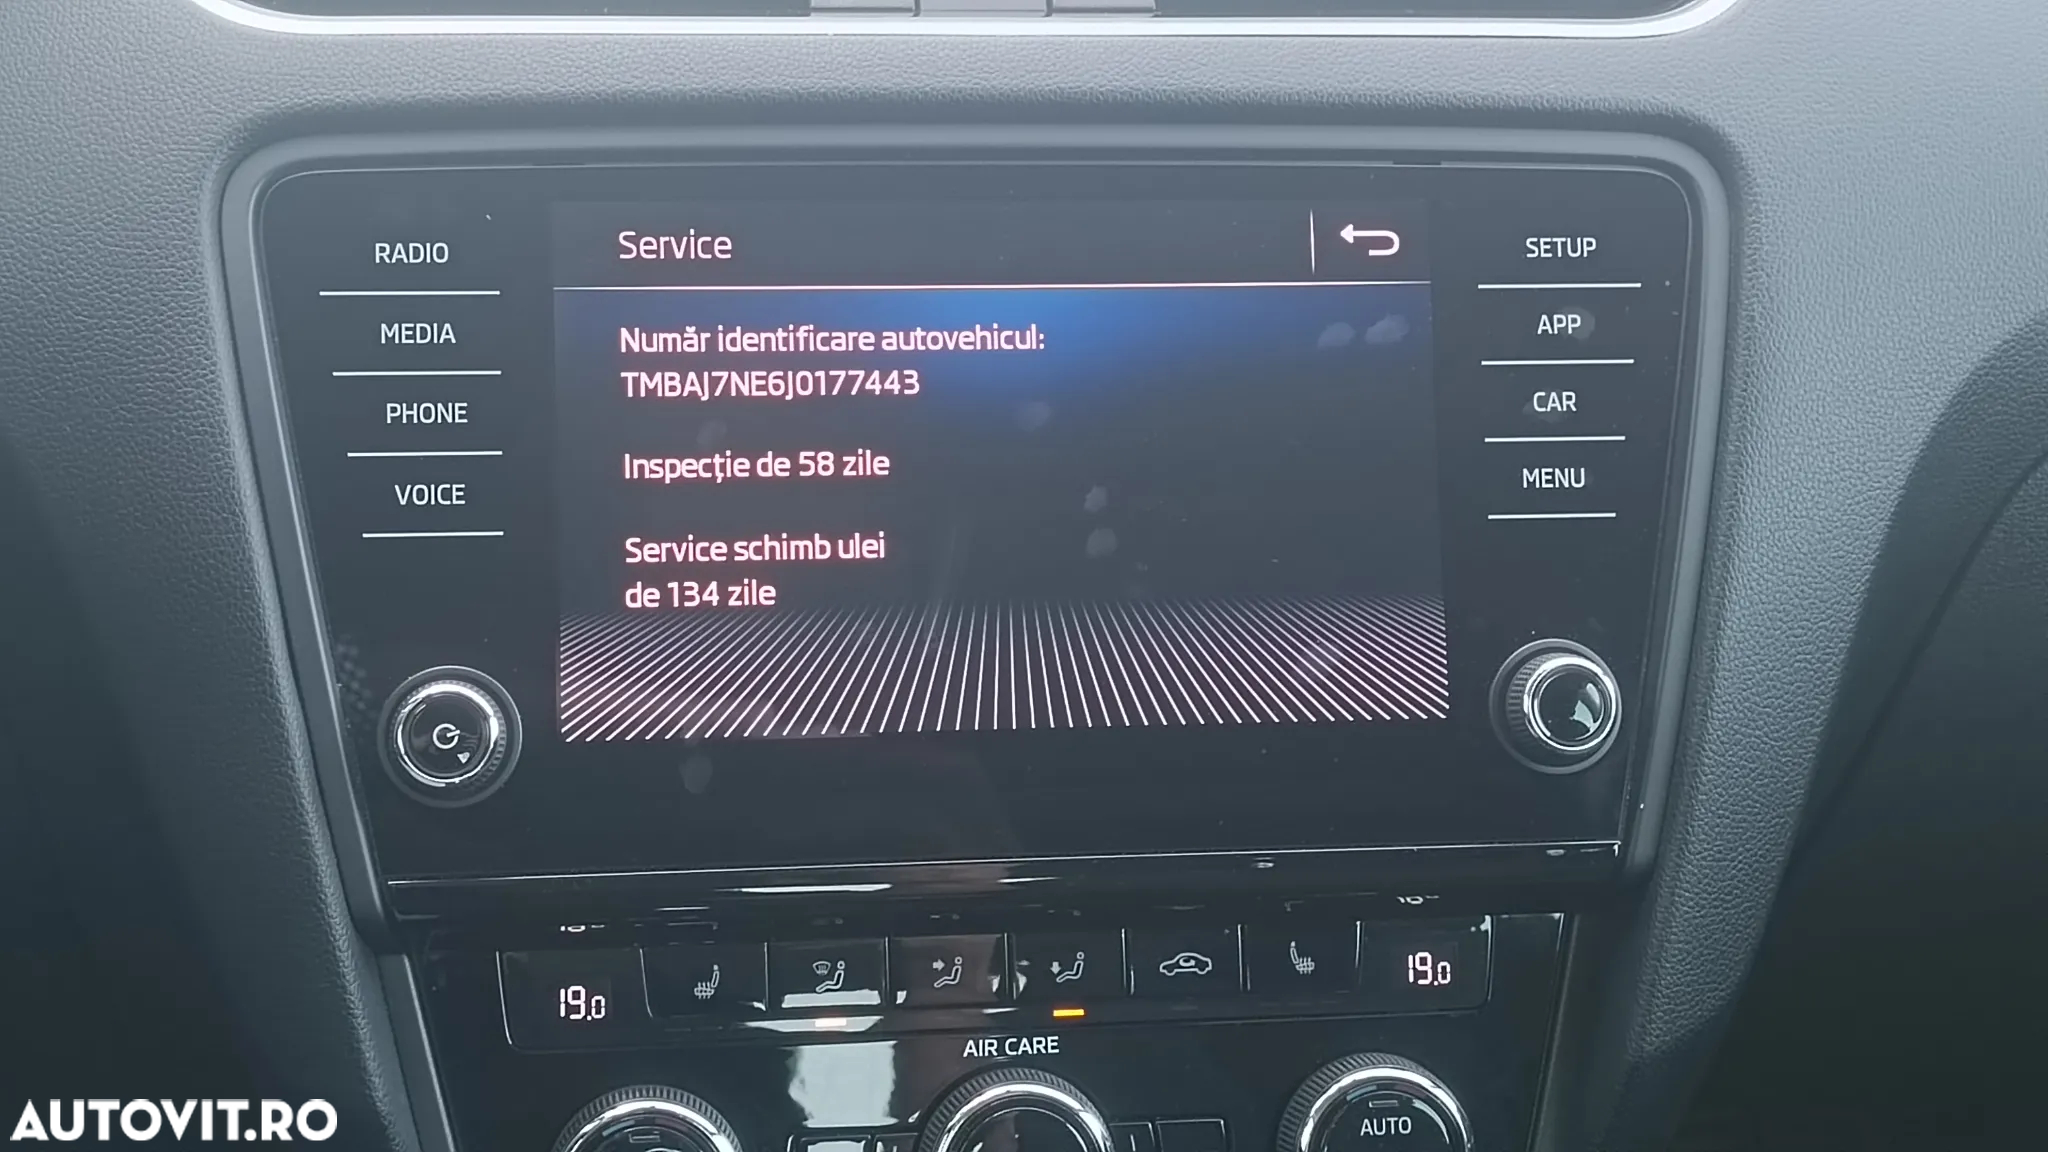 RADIO
MEDIA
PHONE
VOICE
Service
Număr identificare autovehicul:
TMBAJ7NE6J0177443
Inspecție de 58 zile
Service schimb ulei
de 134 zile
SETUP
APP
CAR
MENU
19.0
19.0
AIR CARE
AUTO
AUTOVIT.RO